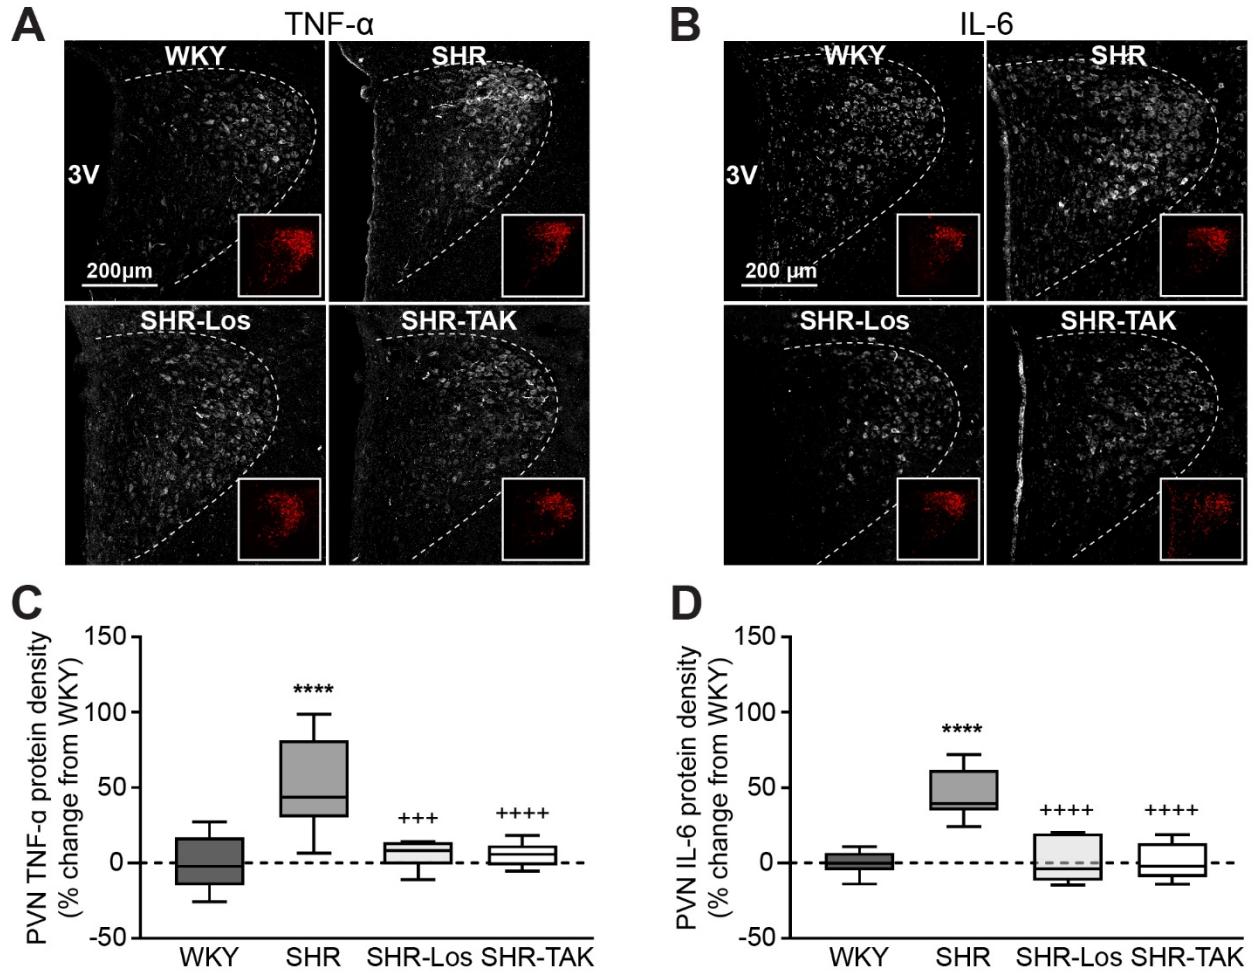 A
TNF-α
WKY
SHR
3V
200µm
SHR-Los
SHR-TAK
B
IL-6
WKY
SHR
3V
200 µm
SHR-Los
SHR-TAK
C
PVN TNF-α protein density
(% change from WKY)
150
100
50
0
-50
****
+++
++++
WKY
SHR
SHR-Los
SHR-TAK
D
PVN IL-6 protein density
(% change from WKY)
150
100
50
0
-50
****
++++
++++
WKY
SHR
SHR-Los
SHR-TAK